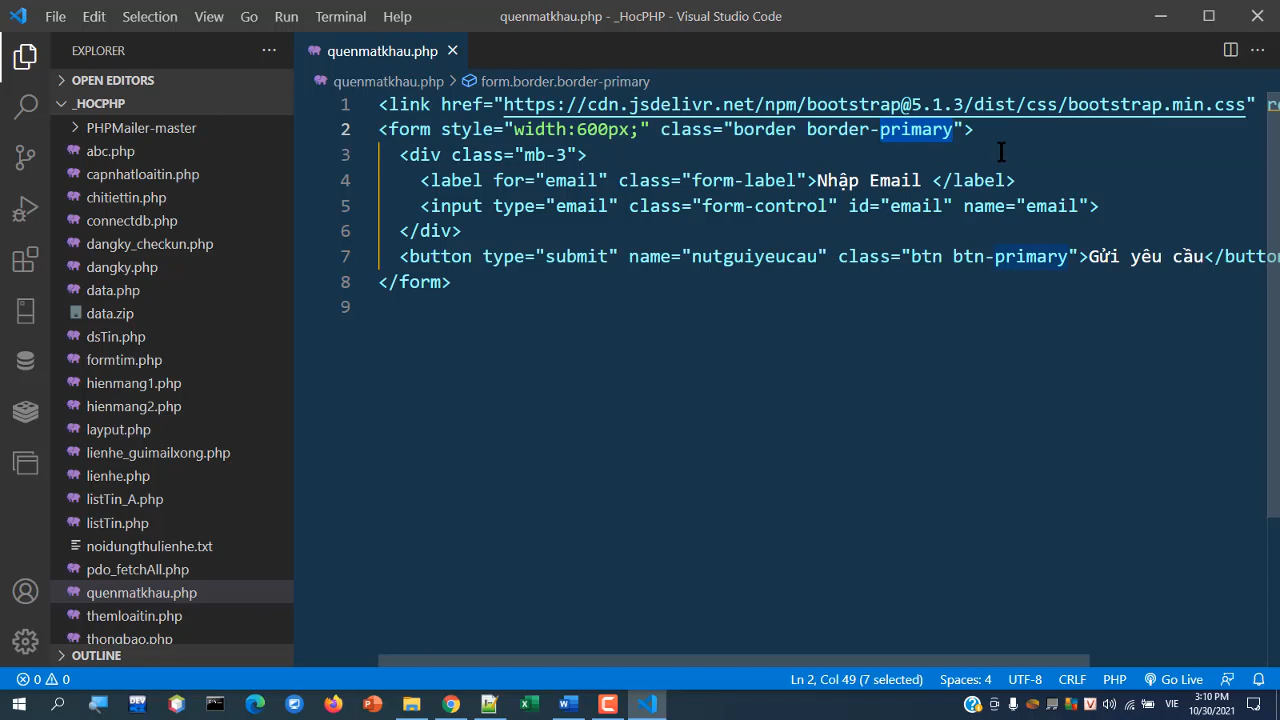 File Edit Selection View Go Run Terminal Help
quenmatkhau.php - _HocPHP - Visual Studio Code
EXPLORER
OPEN EDITORS
_HOCPHP
PHPMailer-master
abc.php
capnhatloaitin.php
chitiettin.php
connectdb.php
dangky_checkun.php
dangky.php
data.php
data.zip
dsTin.php
formtim.php
hienmang1.php
hienmang2.php
layput.php
lienhe_guimailxong.php
lienhe.php
listTin_A.php
listTin.php
noidungthulienhe.txt
pdo_fetchAll.php
quenmatkhau.php
themloaitin.php
thongbao.php
OUTLINE
quenmatkhau.php
quenmatkhau.php > form.border.border-primary
1 <link href="https://cdn.jsdelivr.net/npm/bootstrap@5.1.3/dist/css/bootstrap.min.css" re
2 <form style="width:600px;" class="border border-primary">
3 <div class="mb-3">
4 <label for="email" class="form-label">Nhập Email </label>
5 <input type="email" class="form-control" id="email" name="email">
6 </div>
7 <button type="submit" name="nutguiyeucau" class="btn btn-primary">Gửi yêu cầu</button
8 </form>
9
0 0
Ln 2, Col 49 (7 selected) Spaces: 4 UTF-8 CRLF PHP Go Live
DEV
VIE
3:10 PM
10/30/2021